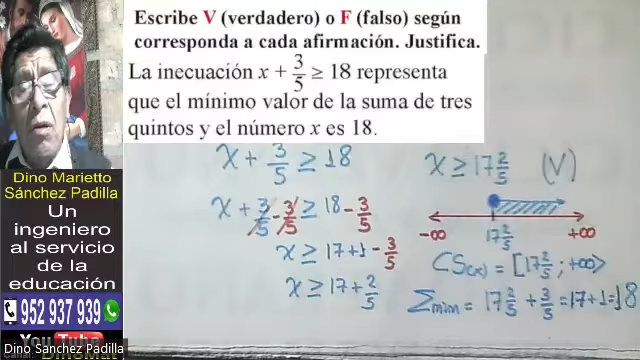 Escribe V (verdadero) o F (falso) según
corresponda a cada afirmación. Justifica.
La inecuación x + 3/5 ≥ 18 representa
que el mínimo valor de la suma de tres
quintos y el número x es 18.
x + 3/5 ≥ 18
x + 3/5 - 3/5 ≥ 18 - 3/5
x ≥ 17 + 1 - 3/5
x ≥ 17 + 2/5
x ≥ 17 2/5 (V)
-∞ 17 2/5 +∞
CS(x) = [17 2/5 ; +∞>
Σmim = 17 2/5 + 3/5 = 17 + 1 = 18
Dino Marietto
Sánchez Padilla
Un
ingeniero
al servicio
de la
educación
952 937 939
You Tube
Dino Sanchez Padilla